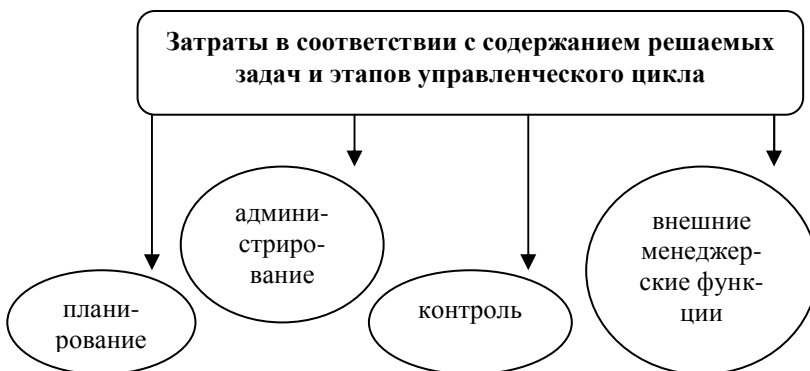 Затраты в соответствии с содержанием решаемых
задач и этапов управленческого цикла
плани-
рование
админи-
стриро-
вание
контроль
внешние
менеджер-
ские функ-
ции